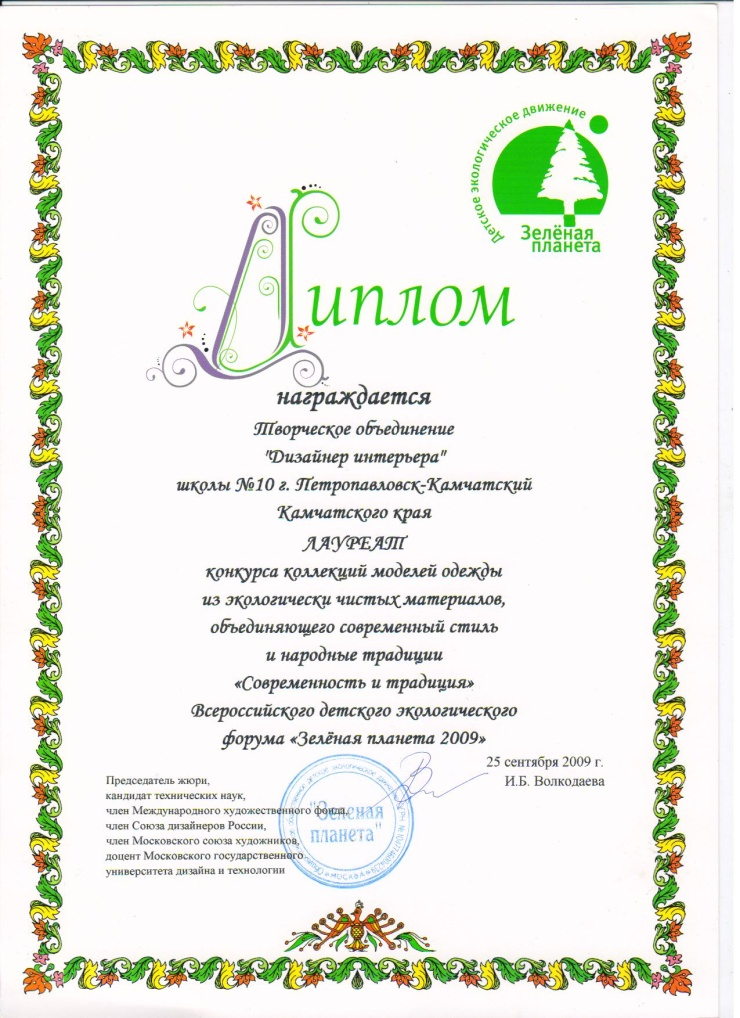 Детское экологическое движение
Зелёная
планета
Диплом
награждается
Творческое объединение
"Дизайнер интерьера"
школы №10 г. Петропавловск-Камчатский
Камчатского края
ЛАУРЕАТ
конкурса коллекций моделей одежды
из экологически чистых материалов,
объединяющего современный стиль
и народные традиции
«Современность и традиция»
Всероссийского детского экологического
форума «Зелёная планета 2009»
25 сентября 2009 г.
И.Б. Волкодаева
Председатель жюри,
кандидат технических наук,
член Международного художественного фонда,
член Союза дизайнеров России,
член Московского союза художников,
доцент Московского государственного
университета дизайна и технологии
"Зеленая
планета"
МОСКВА